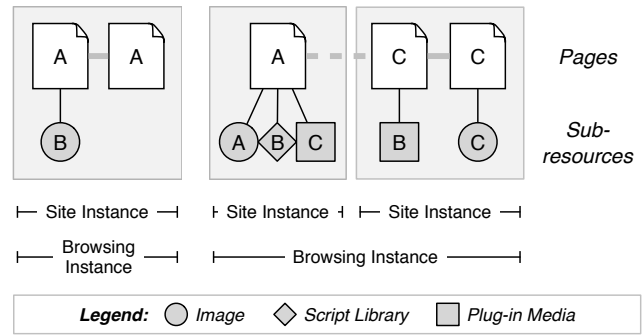 A A A C C
Pages
B A B C B C
Sub-
resources
Site Instance Site Instance Site Instance
Browsing
Instance
Browsing Instance
Legend: Image Script Library Plug-in Media